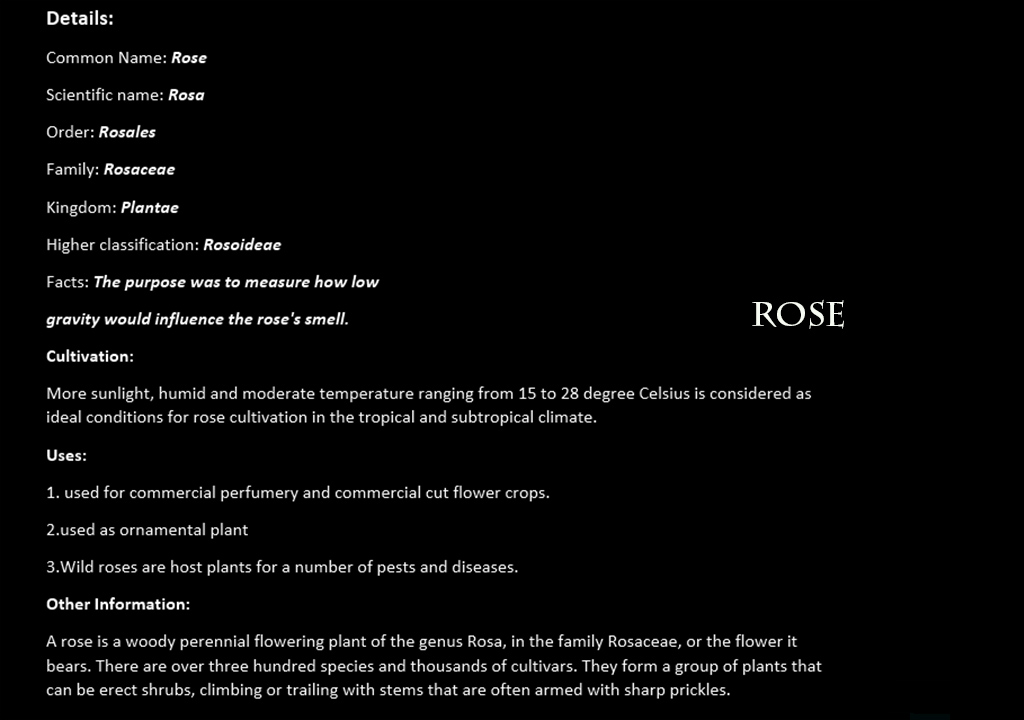 Details:
Common Name: Rose
Scientific name: Rosa
Order: Rosales
Family: Rosaceae
Kingdom: Plantae
Higher classification: Rosoideae
Facts: The purpose was to measure how low
gravity would influence the rose's smell.
ROSE
Cultivation:
More sunlight, humid and moderate temperature ranging from 15 to 28 degree Celsius is considered as
ideal conditions for rose cultivation in the tropical and subtropical climate.
Uses:
1. used for commercial perfumery and commercial cut flower crops.
2.used as ornamental plant
3.Wild roses are host plants for a number of pests and diseases.
Other Information:
A rose is a woody perennial flowering plant of the genus Rosa, in the family Rosaceae, or the flower it
bears. There are over three hundred species and thousands of cultivars. They form a group of plants that
can be erect shrubs, climbing or trailing with stems that are often armed with sharp prickles.